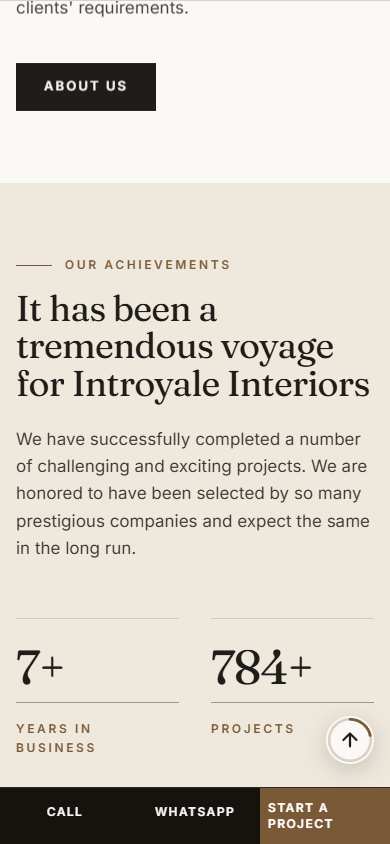 clients’ requirements.
ABOUT US
OUR ACHIEVEMENTS
It has been a
tremendous voyage
for Introyale Interiors
We have successfully completed a number
of challenging and exciting projects. We are
honored to have been selected by so many
prestigious companies and expect the same
in the long run.
7+
784+
YEARS IN
BUSINESS
PROJECTS
CALL
WHATSAPP
START A
PROJECT